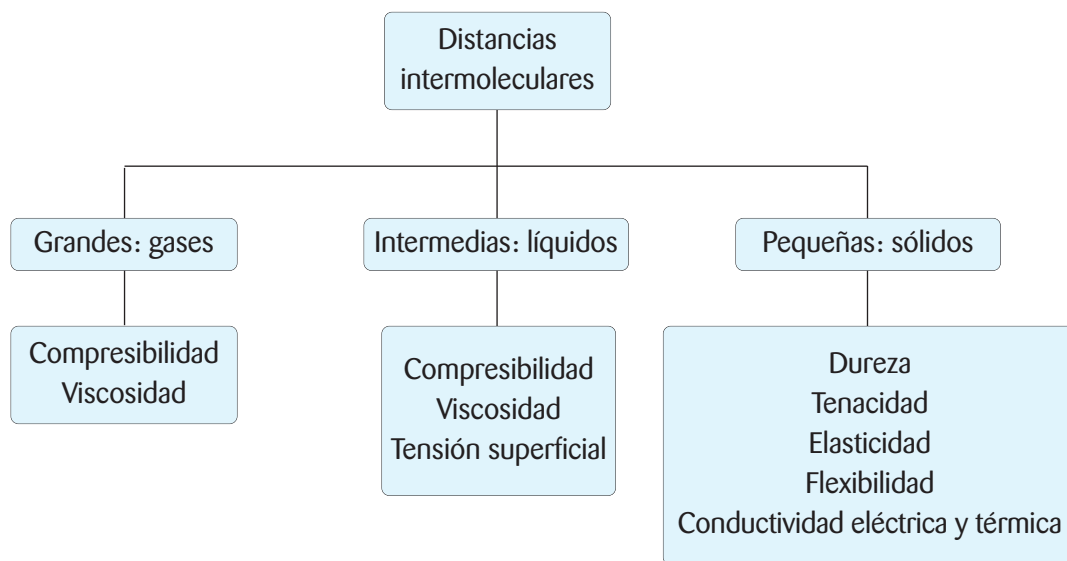 Distancias
intermoleculares
Grandes: gases
Intermedias: líquidos
Pequeñas: sólidos
Compresibilidad
Viscosidad
Compresibilidad
Viscosidad
Tensión superficial
Dureza
Tenacidad
Elasticidad
Flexibilidad
Conductividad eléctrica y térmica